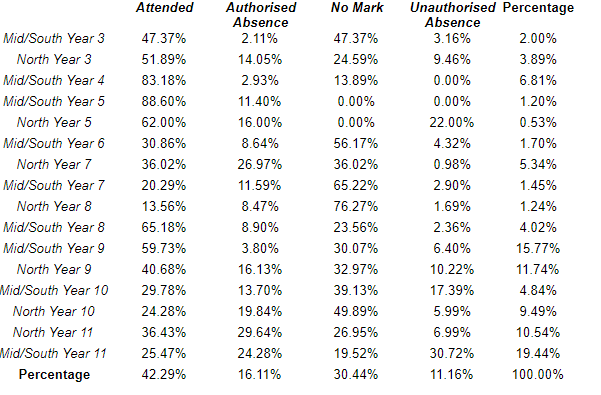 Attended Authorised Absence No Mark Unauthorised Absence Percentage
Mid/South Year 3 47.37% 2.11% 47.37% 3.16% 2.00%
North Year 3 51.89% 14.05% 24.59% 9.46% 3.89%
Mid/South Year 4 83.18% 2.93% 13.89% 0.00% 6.81%
Mid/South Year 5 88.60% 11.40% 0.00% 0.00% 1.20%
North Year 5 62.00% 16.00% 0.00% 22.00% 0.53%
Mid/South Year 6 30.86% 8.64% 56.17% 4.32% 1.70%
North Year 7 36.02% 26.97% 36.02% 0.98% 5.34%
Mid/South Year 7 20.29% 11.59% 65.22% 2.90% 1.45%
North Year 8 13.56% 8.47% 76.27% 1.69% 1.24%
Mid/South Year 8 65.18% 8.90% 23.56% 2.36% 4.02%
Mid/South Year 9 59.73% 3.80% 30.07% 6.40% 15.77%
North Year 9 40.68% 16.13% 32.97% 10.22% 11.74%
Mid/South Year 10 29.78% 13.70% 39.13% 17.39% 4.84%
North Year 10 24.28% 19.84% 49.89% 5.99% 9.49%
North Year 11 36.43% 29.64% 26.95% 6.99% 10.54%
Mid/South Year 11 25.47% 24.28% 19.52% 30.72% 19.44%
Percentage 42.29% 16.11% 30.44% 11.16% 100.00%